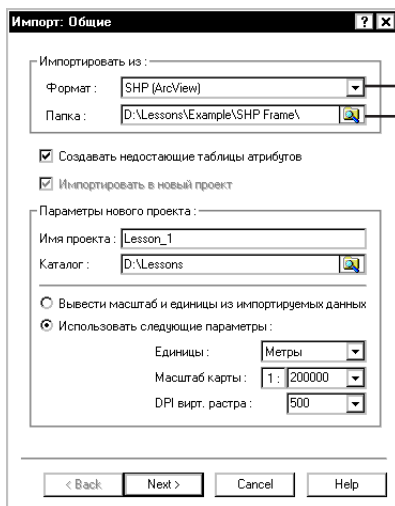 Импорт: Общие
Импортировать из :
Формат : SHP (ArcView)
Папка : D:\Lessons\Example\SHP Frame\
Создавать недостающие таблицы атрибутов
Импортировать в новый проект
Параметры нового проекта :
Имя проекта : Lesson_1
Каталог : D:\Lessons
Вывести масштаб и единицы из импортируемых данных
Использовать следующие параметры :
Единицы : Метры
Масштаб карты : 1 : 200000
DPI вирт. растра : 500
< Back Next > Cancel Help